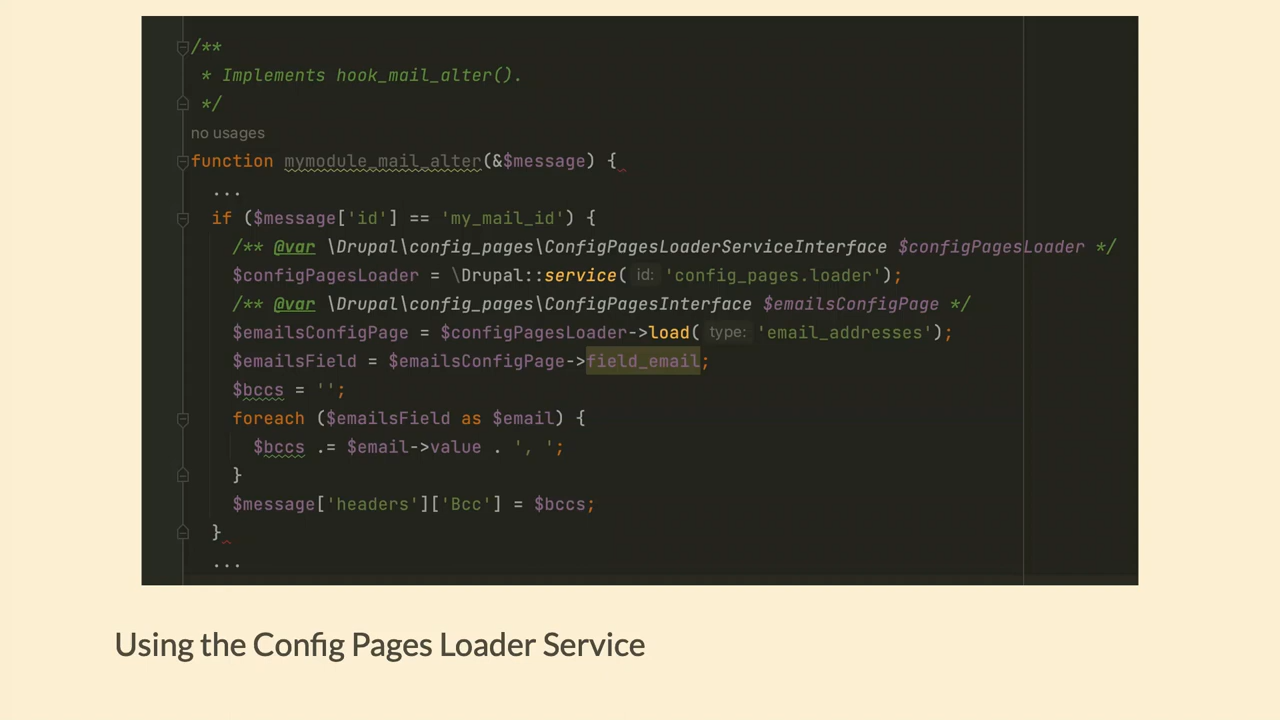 /**
 * Implements hook_mail_alter().
 */
no usages
function mymodule_mail_alter(&$message) {
  ...
  if ($message['id'] == 'my_mail_id') {
    /** @var \Drupal\config_pages\ConfigPagesLoaderServiceInterface $configPagesLoader */
    $configPagesLoader = \Drupal::service( id: 'config_pages.loader');
    /** @var \Drupal\config_pages\ConfigPagesInterface $emailsConfigPage */
    $emailsConfigPage = $configPagesLoader->load( type: 'email_addresses');
    $emailsField = $emailsConfigPage->field_email;
    $bccs = '';
    foreach ($emailsField as $email) {
      $bccs .= $email->value . ', ';
    }
    $message['headers']['Bcc'] = $bccs;
  }
  ...
Using the Config Pages Loader Service